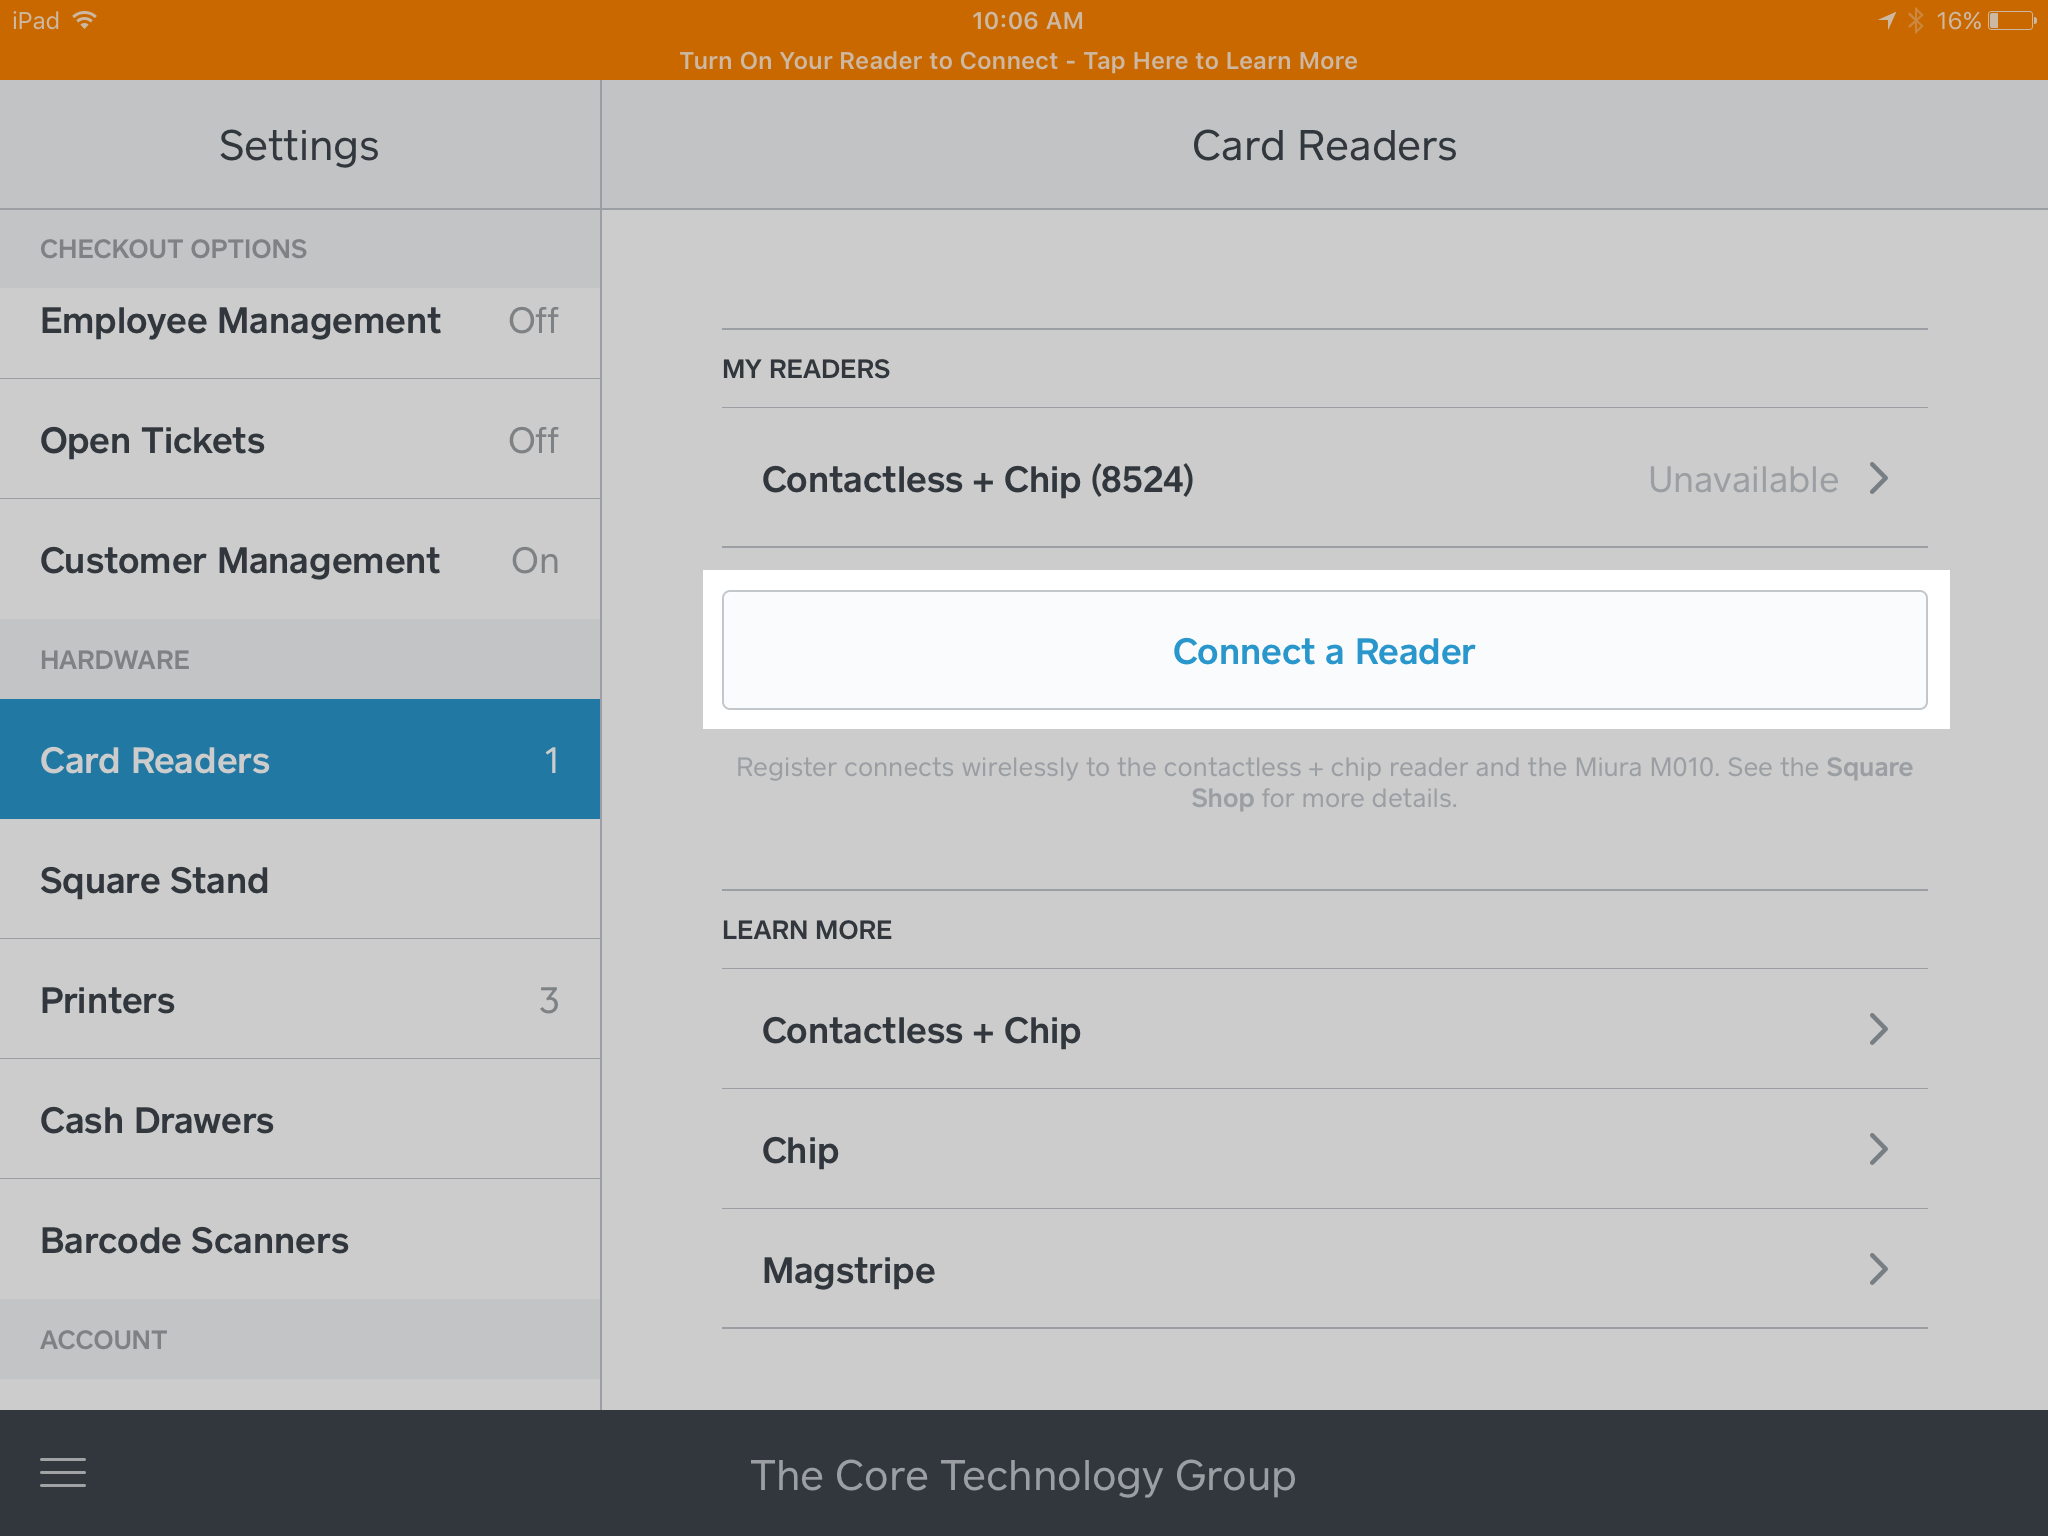 iPad 10:06 AM 16%
Turn On Your Reader to Connect - Tap Here to Learn More
Settings
Card Readers
CHECKOUT OPTIONS
Employee Management Off
Open Tickets Off
Customer Management On
HARDWARE
Card Readers 1
Square Stand
Printers 3
Cash Drawers
Barcode Scanners
ACCOUNT
MY READERS
Contactless + Chip (8524) Unavailable
Connect a Reader
Register connects wirelessly to the contactless + chip reader and the Miura M010. See the Square
Shop for more details.
LEARN MORE
Contactless + Chip
Chip
Magstripe
The Core Technology Group